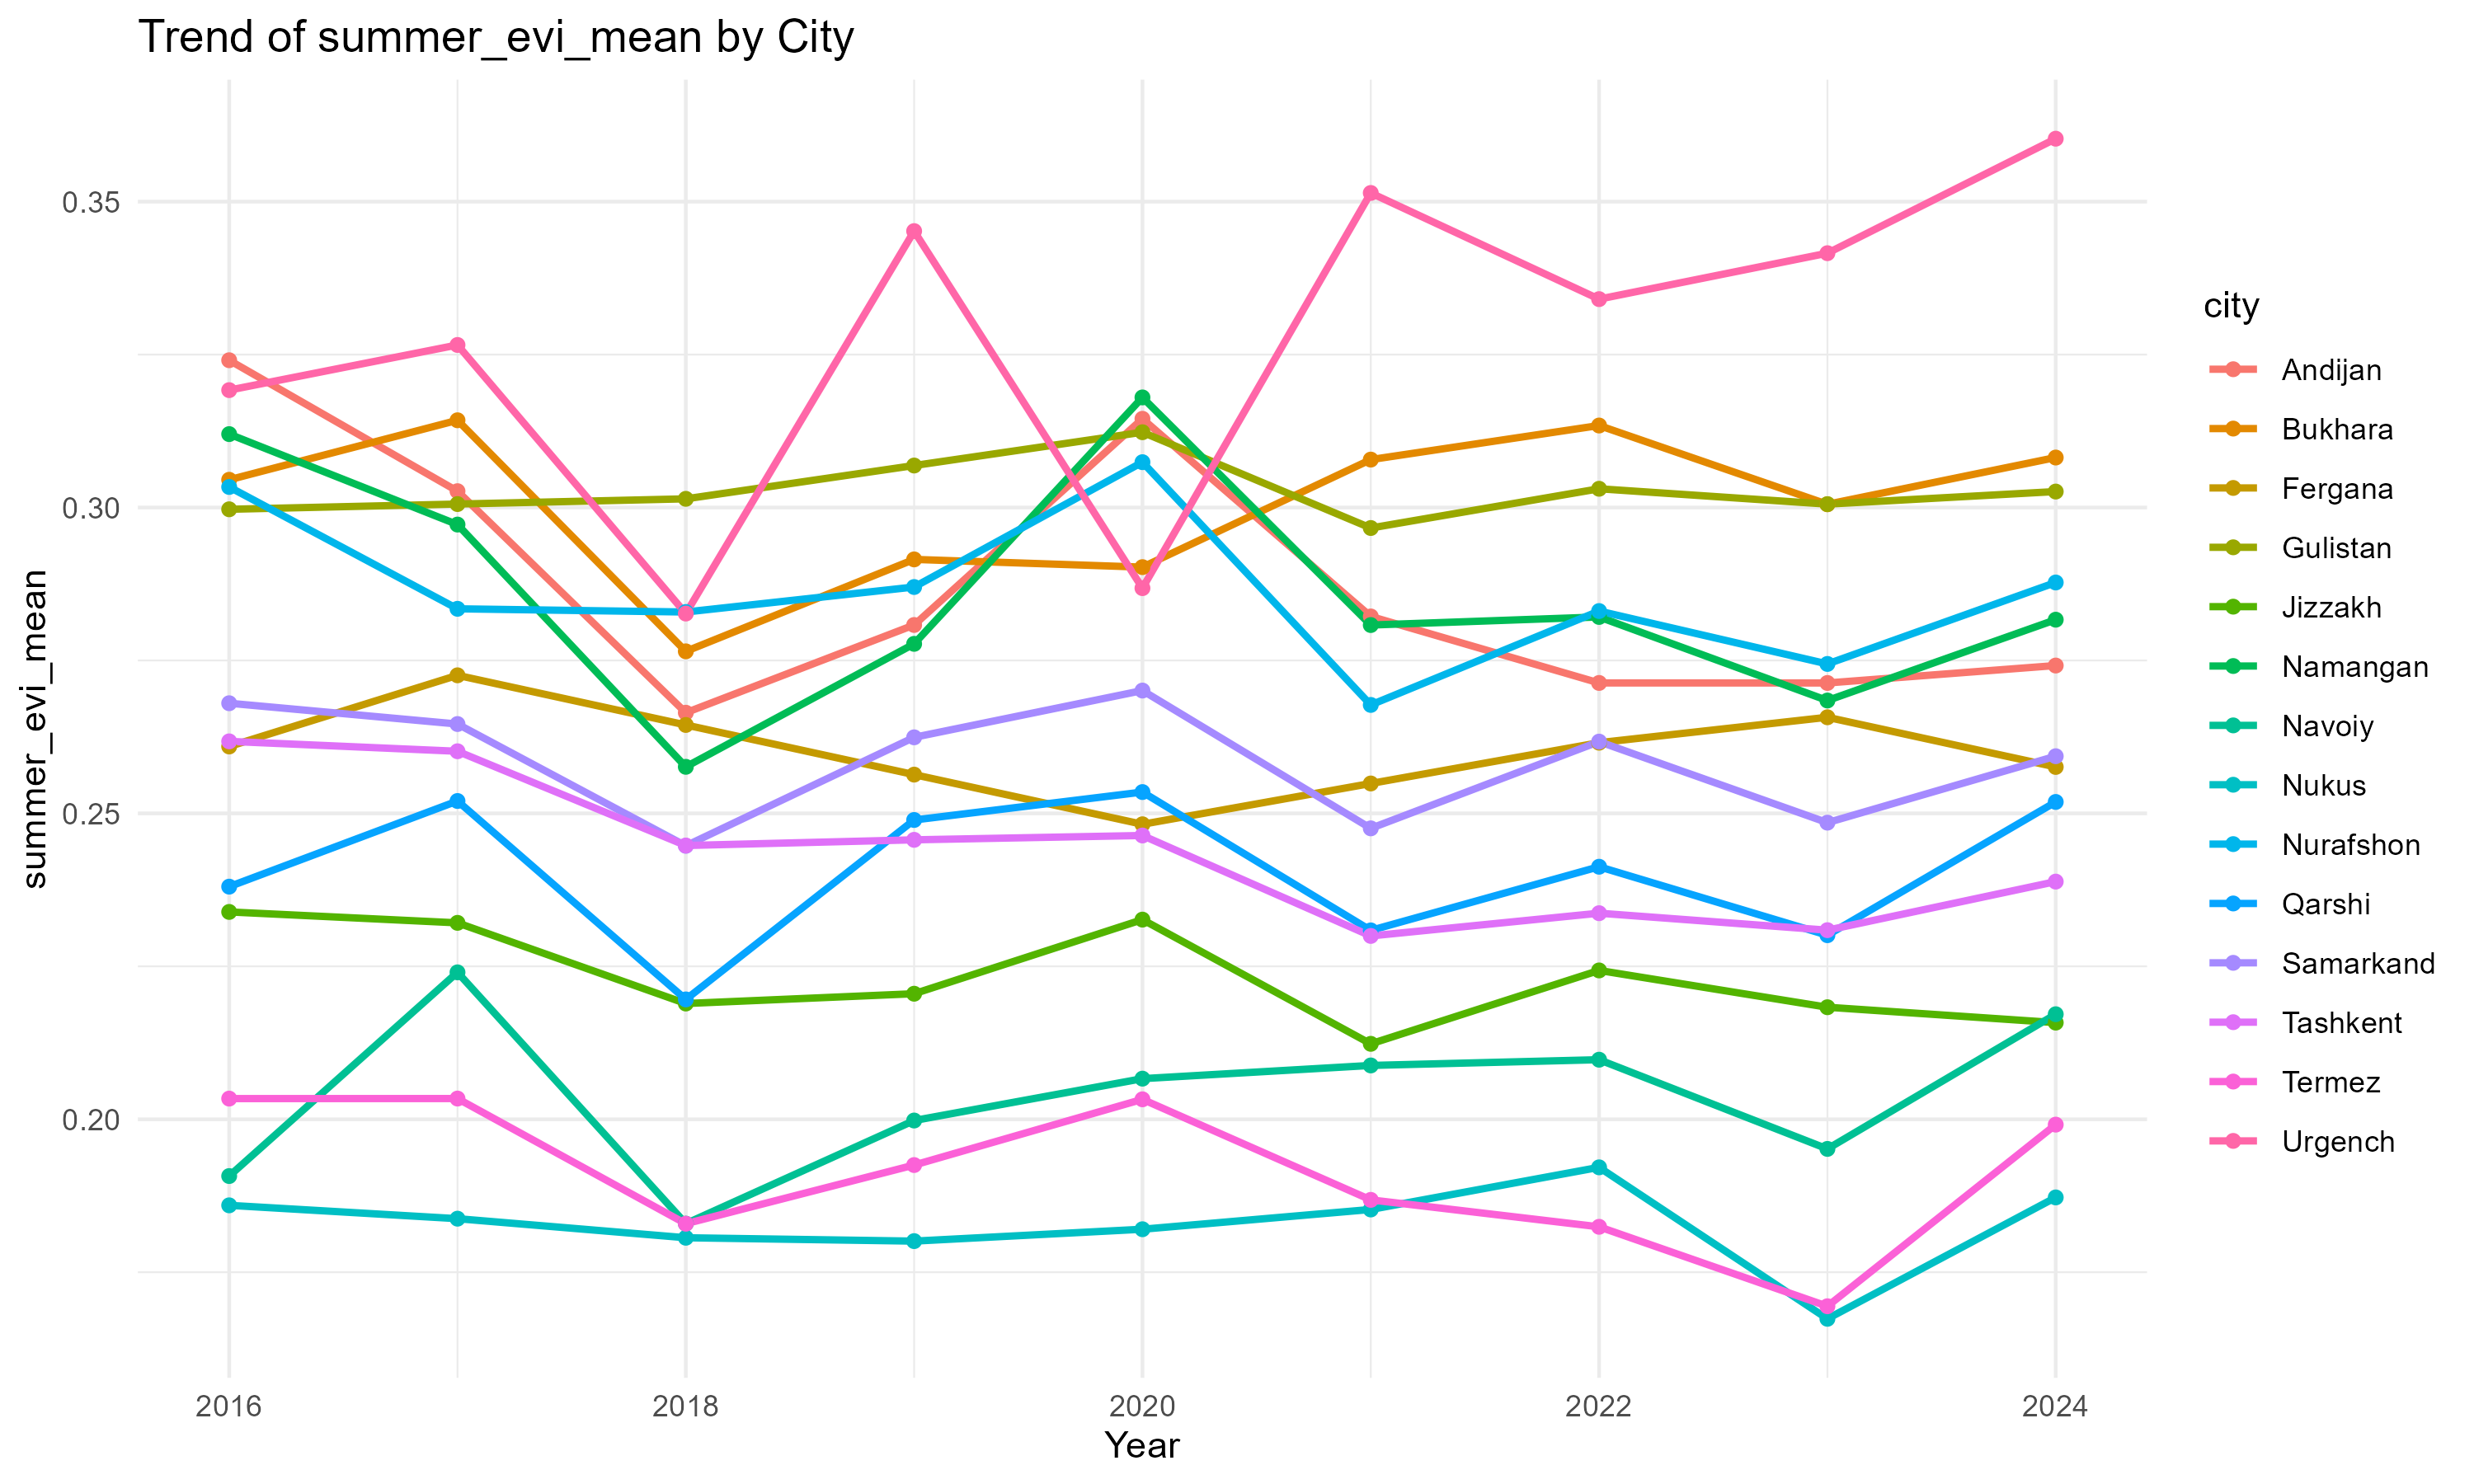 Trend of summer_evi_mean by City
0.35
0.30
0.25
0.20
summer_evi_mean
2016
2018
2020
2022
2024
Year
city
Andijan
Bukhara
Fergana
Gulistan
Jizzakh
Namangan
Navoiy
Nukus
Nurafshon
Qarshi
Samarkand
Tashkent
Termez
Urgench